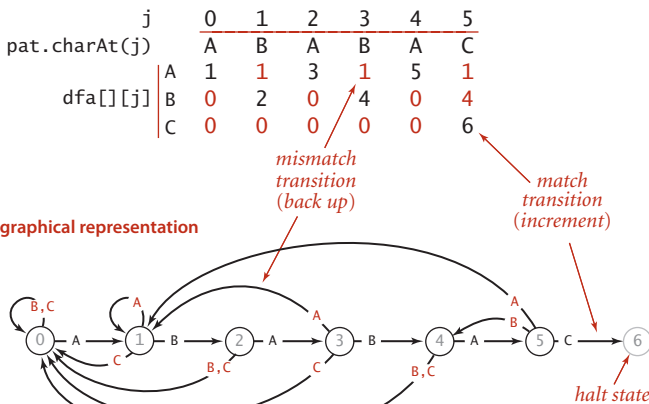 j 0 1 2 3 4 5
pat.charAt(j) A B A B A C
A 1 1 3 1 5 1
dfa[][j] B 0 2 0 4 0 4
C 0 0 0 0 0 6
mismatch
transition
(back up)
match
transition
(increment)
graphical representation
B,C A A A B
0 A 1 B 2 A 3 B 4 A 5 C 6
C B,C C B,C
halt state